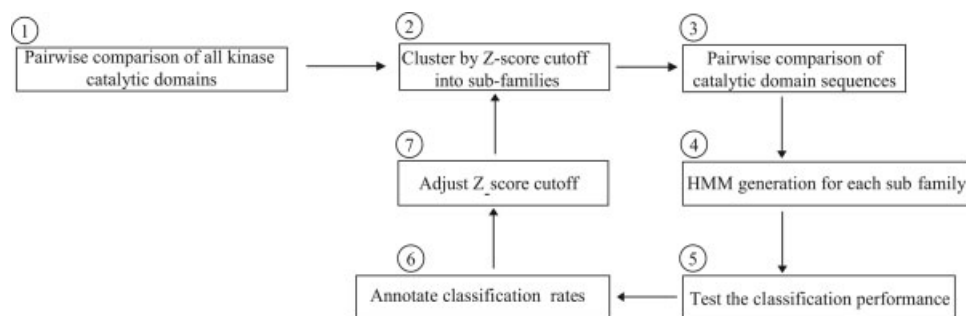 1
Pairwise comparison of all kinase
catalytic domains
2
Cluster by Z-score cutoff
into sub-families
3
Pairwise comparison of
catalytic domain sequences
4
HMM generation for each sub family
5
Test the classification performance
6
Annotate classification rates
7
Adjust Z_score cutoff